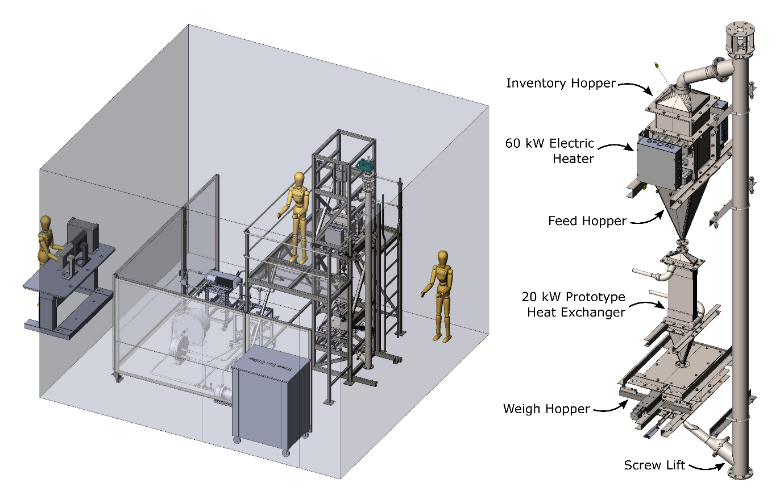 Inventory Hopper
60 kW Electric
Heater
Feed Hopper
20 kW Prototype
Heat Exchanger
Weigh Hopper
Screw Lift